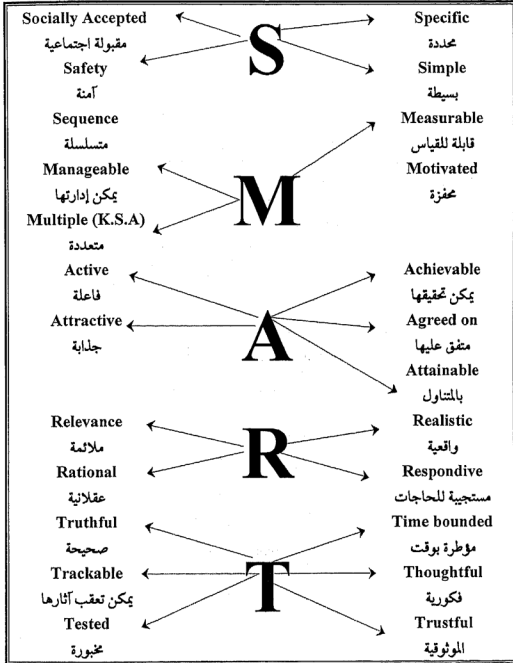 Socially Accepted
مقبولة اجتماعية
Safety
آمنة
Sequence
متسلسلة
Manageable
يمكن إدارتها
Multiple (K.S.A)
متعددة
Active
فاعلة
Attractive
جذابة
Relevance
ملائمة
Rational
عقلانية
Truthful
صحيحة
Trackable
يمكن تعقب آثارها
Tested
مخبورة
S
M
A
R
T
Specific
محددة
Simple
بسيطة
Measurable
قابلة للقياس
Motivated
محفزة
Achievable
يمكن تحقيقها
Agreed on
متفق عليها
Attainable
بالمتناول
Realistic
واقعية
Respondive
مستجيبة للحاجات
Time bounded
مؤطرة بوقت
Thoughtful
فكورية
Trustful
الموثوقية